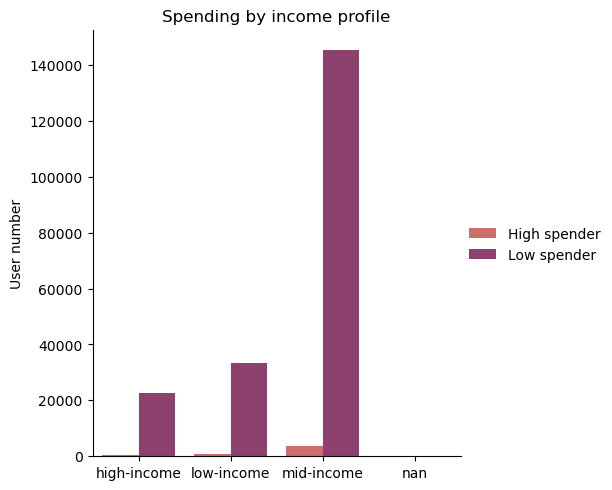 Spending by income profile
User number
140000
120000
100000
80000
60000
40000
20000
0
high-income low-income mid-income nan
High spender
Low spender